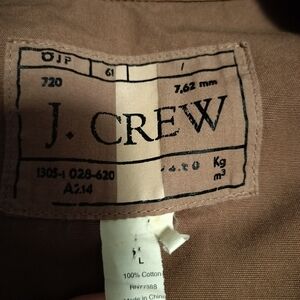 OJP 61 /
720 7,62 mm
J. CREW
1305-1 028-620 Kg
A214 m³
L
100% Cotton
Made in China